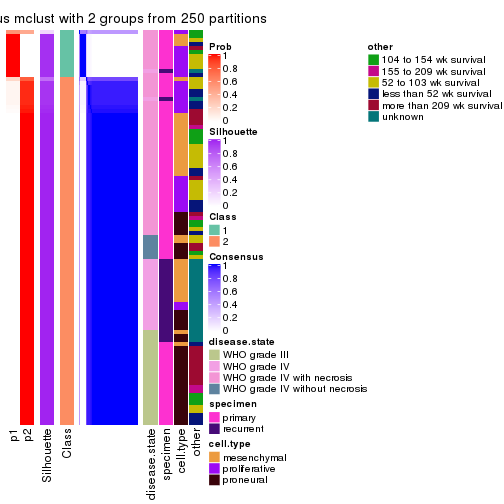 us mclust with 2 groups from 250 partitions
Prob
1
0.8
0.6
0.4
0.2
0
Silhouette
1
0.8
0.6
0.4
0.2
0
Class
1
2
Consensus
1
0.8
0.6
0.4
0.2
0
disease.state
WHO grade III
WHO grade IV
WHO grade IV with necrosis
WHO grade IV without necrosis
specimen
primary
recurrent
cell.type
mesenchymal
proliferative
proneural
other
104 to 154 wk survival
155 to 209 wk survival
52 to 103 wk survival
less than 52 wk survival
more than 209 wk survival
unknown
p1
p2
Silhouette
Class
disease.state
specimen
cell.type
other